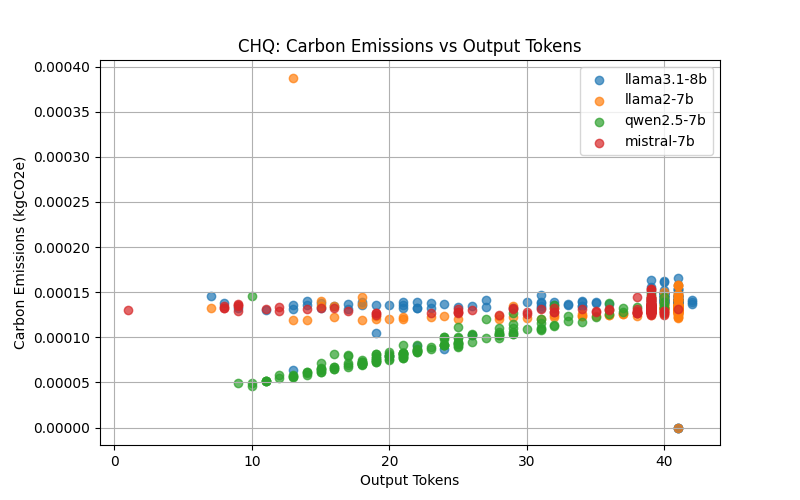 CHQ: Carbon Emissions vs Output Tokens
0.00040
0.00035
0.00030
0.00025
0.00020
0.00015
0.00010
0.00005
0.00000
Carbon Emissions (kgCO2e)
llama3.1-8b
llama2-7b
qwen2.5-7b
mistral-7b
0 10 20 30 40
Output Tokens